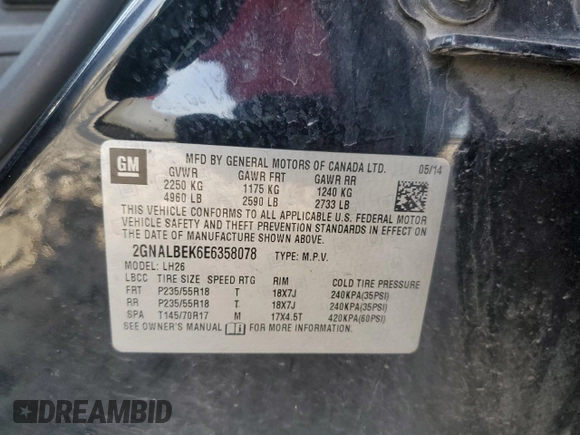 GM
MFD BY GENERAL MOTORS OF CANADA LTD. 05/14
GVWR GAWR FRT GAWR RR
2250 KG 1175 KG 1240 KG
4960 LB 2590 LB 2733 LB
THIS VEHICLE CONFORMS TO ALL APPLICABLE U.S. FEDERAL MOTOR
VEHICLE SAFETY AND THEFT PREVENTION STANDARDS IN EFFECT ON
THE DATE OF MANUFACTURE SHOWN ABOVE.
2GNALBEK6E6358078 TYPE: M.P.V.
MODEL: LH26
LBCC TIRE SIZE SPEED RTG RIM COLD TIRE PRESSURE
FRT P235/55R18 T 18X7J 240KPA(35PSI)
RR P235/55R18 T. 18X7J 240KPA(35PSI)
SPA T145/70R17 M 17X4.5T 420KPA(60PSI)
SEE OWNER'S MANUAL FOR MORE INFORMATION.
DREAMBID